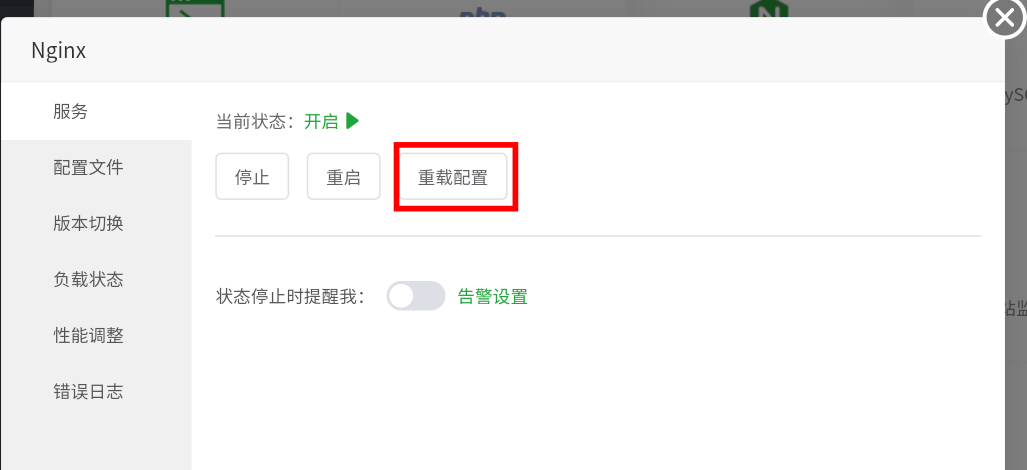 php
Nginx
服务
当前状态：开启
配置文件
停止
重启
重载配置
版本切换
负载状态
状态停止时提醒我：
告警设置
性能调整
错误日志